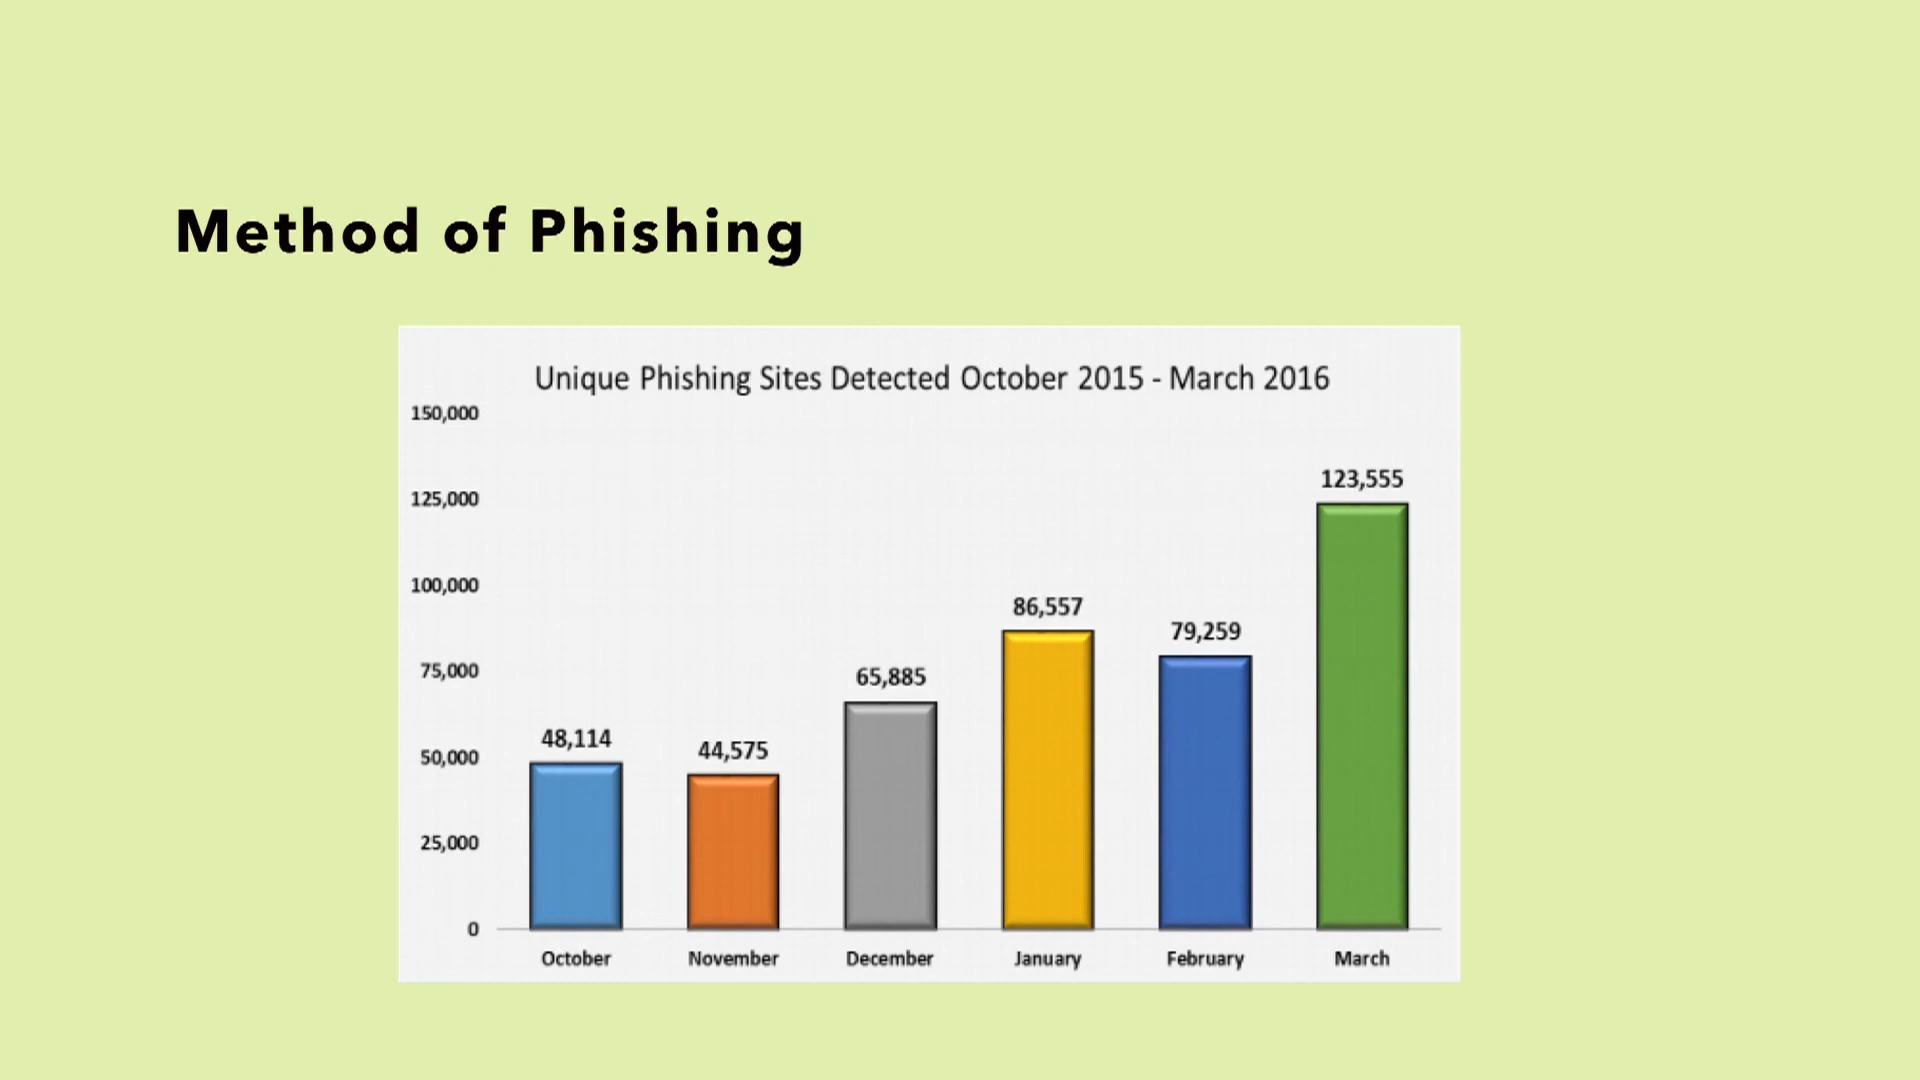 Method of Phishing
Unique Phishing Sites Detected October 2015 - March 2016
150,000
125,000
100,000
75,000
50,000
25,000
0
48,114
44,575
65,885
86,557
79,259
123,555
October
November
December
January
February
March